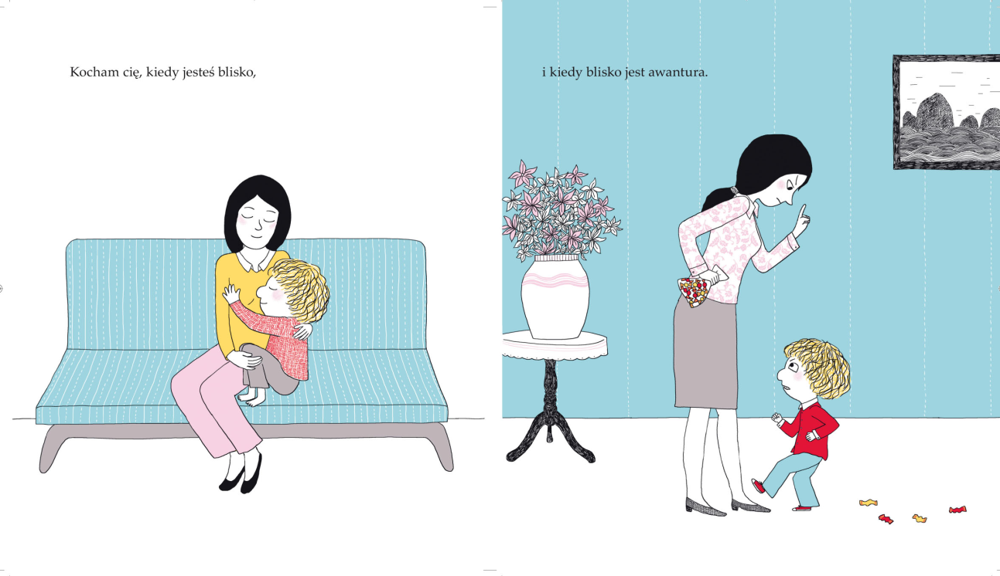 Kocham cię, kiedy jesteś blisko,
i kiedy blisko jest awantura.